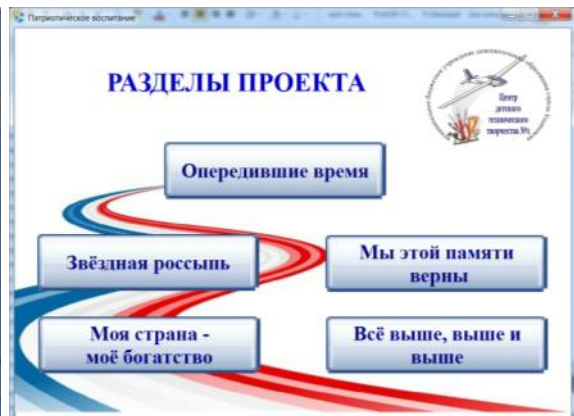 Патриотическое воспитание
РАЗДЕЛЫ ПРОЕКТА
Центр
детского
технического
творчества №1
Опередившие время
Звёздная россыпь
Мы этой памяти
верны
Моя страна -
моё богатство
Всё выше, выше и
выше